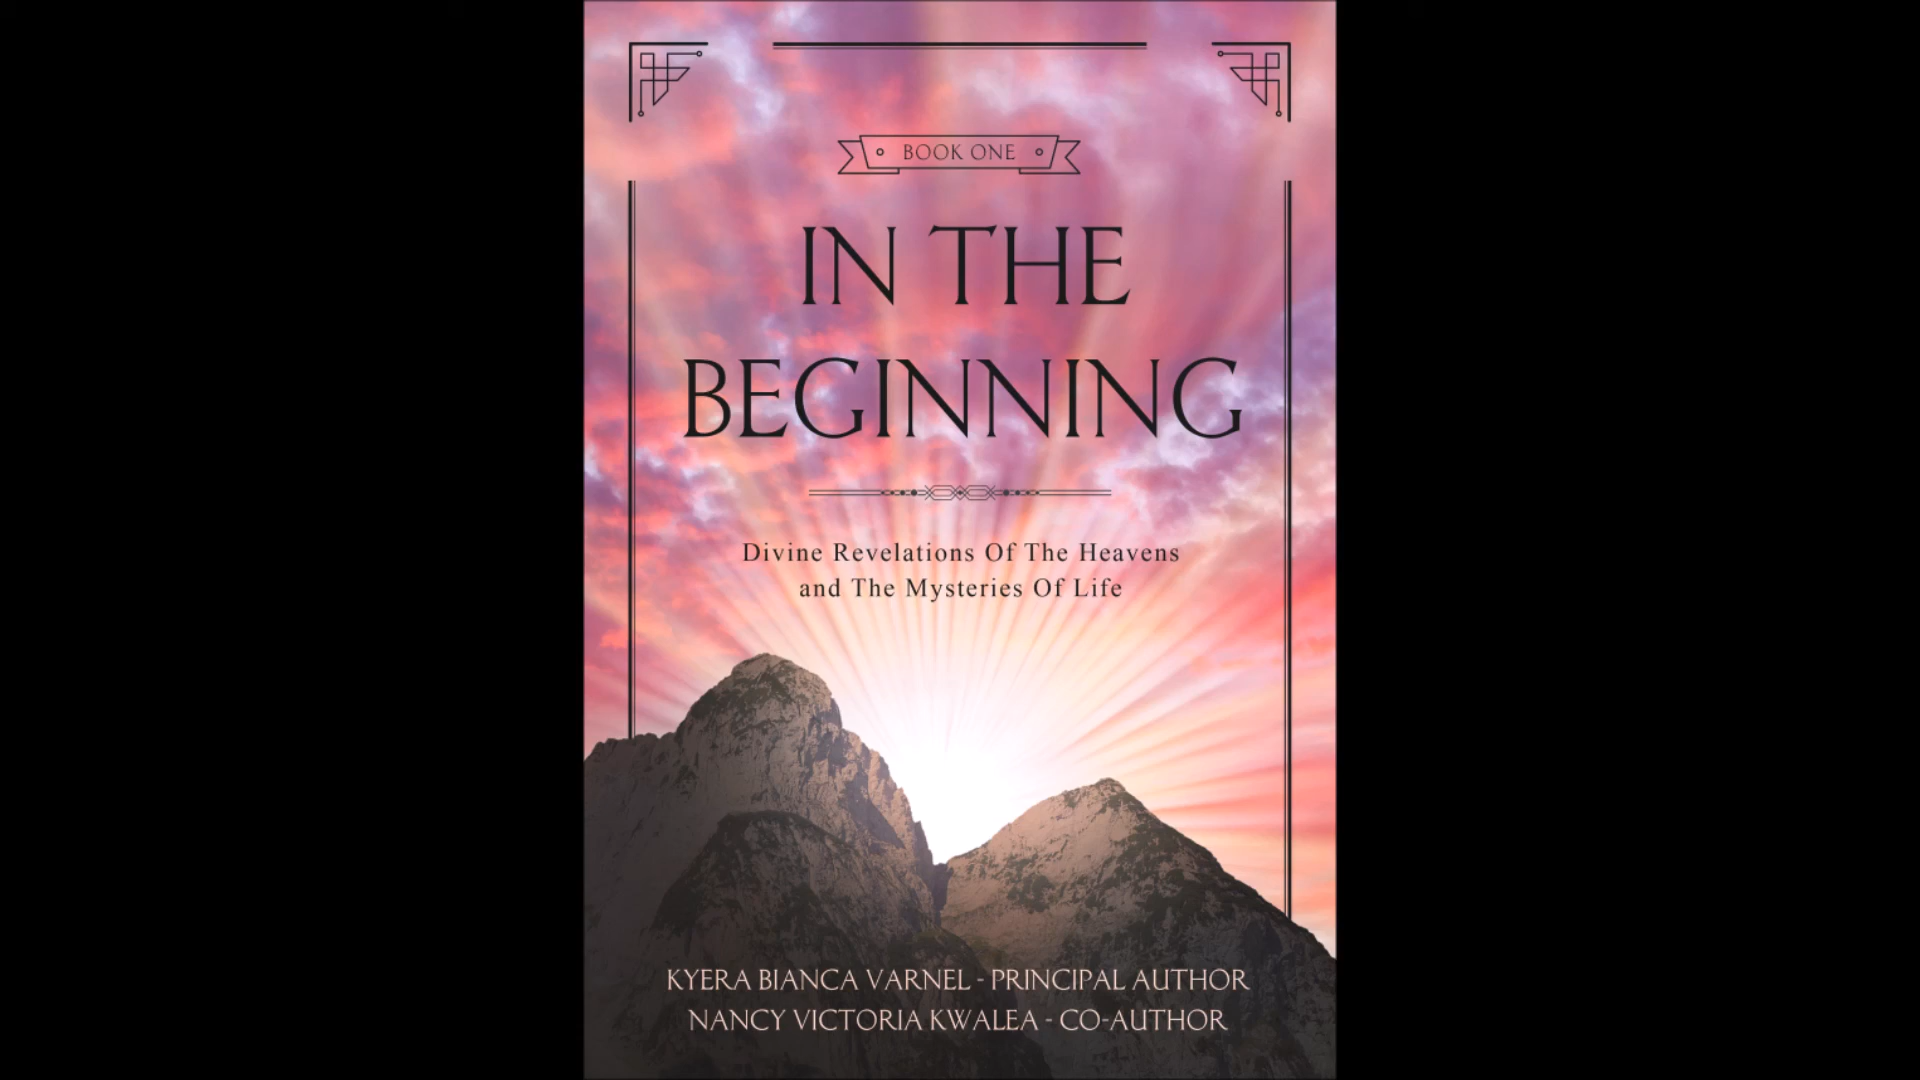 BOOK ONE
IN THE
BEGINNING
Divine Revelations Of The Heavens
and The Mysteries Of Life
KYERA BIANCA VARNEL - PRINCIPAL AUTHOR
NANCY VICTORIA KWALEA - CO-AUTHOR